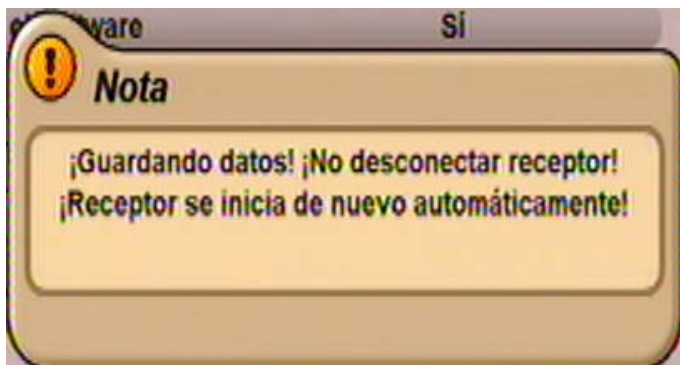 Sí
Nota
¡Guardando datos! ¡No desconectar receptor!
¡Receptor se inicia de nuevo automáticamente!